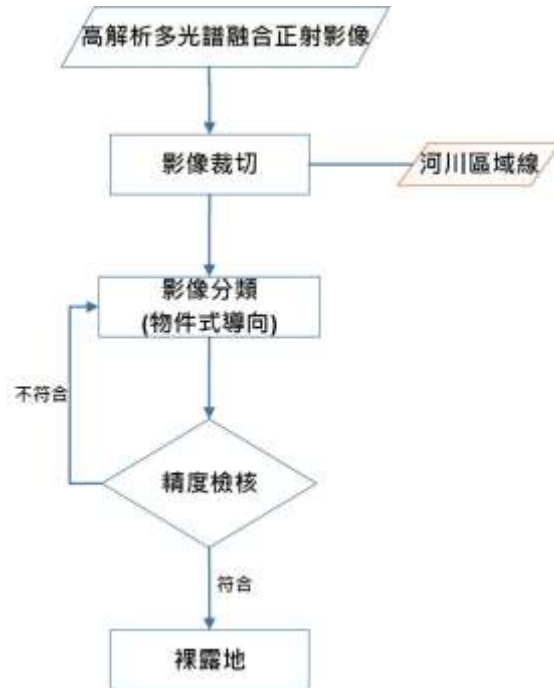 高解析多光譜融合正射影像
影像裁切
河川區域線
影像分類
(物件式導向)
不符合
精度檢核
符合
裸露地